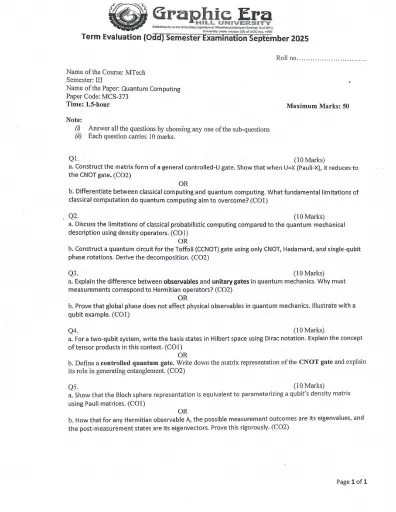 Graphic Era
HILL UNIVERSITY
Term Evaluation (Odd) Semester Examination September 2025
Roll no.
Name of the Course: MTech
Semester: III
Name of the Paper: Quantum Computing
Paper Code: MCS-373
Time: 1.5-hour Maximum Marks: 50
Note:
(i) Answer all the questions by choosing any one of the sub-questions
(ii) Each question carries 10 marks.
Q1. (10 Marks)
a. Construct the matrix form of a general controlled-U gate. Show that when U=X (Pauli-X), it reduces to
the CNOT gate. (CO2)
OR
b. Differentiate between classical computing and quantum computing. What fundamental limitations of
classical computation do quantum computing aim to overcome? (CO1)
Q2. (10 Marks)
a. Discuss the limitations of classical probabilistic computing compared to the quantum mechanical
description using density operators. (CO1)
OR
b. Construct a quantum circuit for the Toffoli (CCNOT) gate using only CNOT, Hadamard, and single-qubit
phase rotations. Derive the decomposition. (CO2)
Q3. (10 Marks)
a. Explain the difference between observables and unitary gates in quantum mechanics. Why must
measurements correspond to Hermitian operators? (CO2)
OR
b. Prove that global phase does not affect physical observables in quantum mechanics. Illustrate with a
qubit example. (CO1)
Q4. (10 Marks)
a. For a two-qubit system, write the basis states in Hilbert space using Dirac notation. Explain the concept
of tensor products in this context. (CO1)
OR
b. Define a controlled quantum gate. Write down the matrix representation of the CNOT gate and explain
its role in generating entanglement. (CO2)
Q5. (10 Marks)
a. Show that the Bloch sphere representation is equivalent to parameterizing a qubit's density matrix
using Pauli matrices. (CO1)
OR
b. How that for any Hermitian observable A, the possible measurement outcomes are its eigenvalues, and
the post-measurement states are its eigenvectors. Prove this rigorously. (CO2)
Page 1 of 1